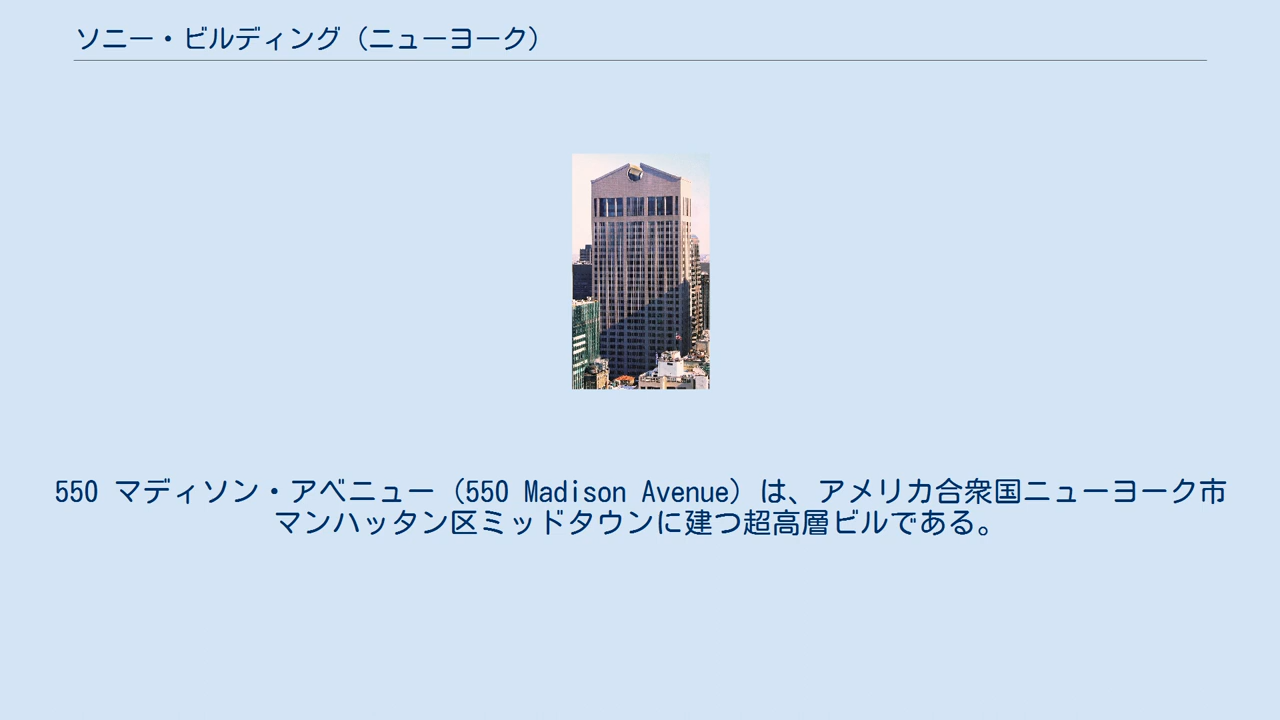 ソニー・ビルディング（ニューヨーク）
550 マディソン・アベニュー（550 Madison Avenue）は、アメリカ合衆国ニューヨーク市
マンハッタン区ミッドタウンに建つ超高層ビルである。